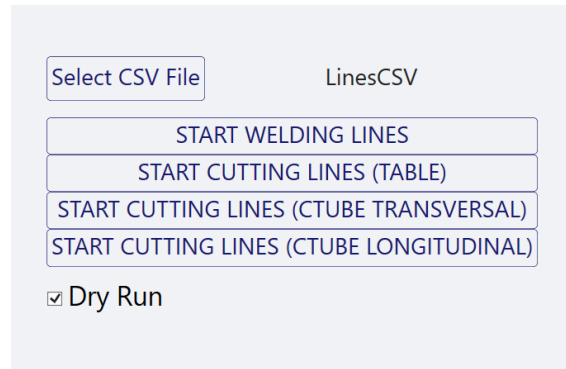 Select CSV File LinesCSV
START WELDING LINES
START CUTTING LINES (TABLE)
START CUTTING LINES (CTUBE TRANSVERSAL)
START CUTTING LINES (CTUBE LONGITUDINAL)
Dry Run